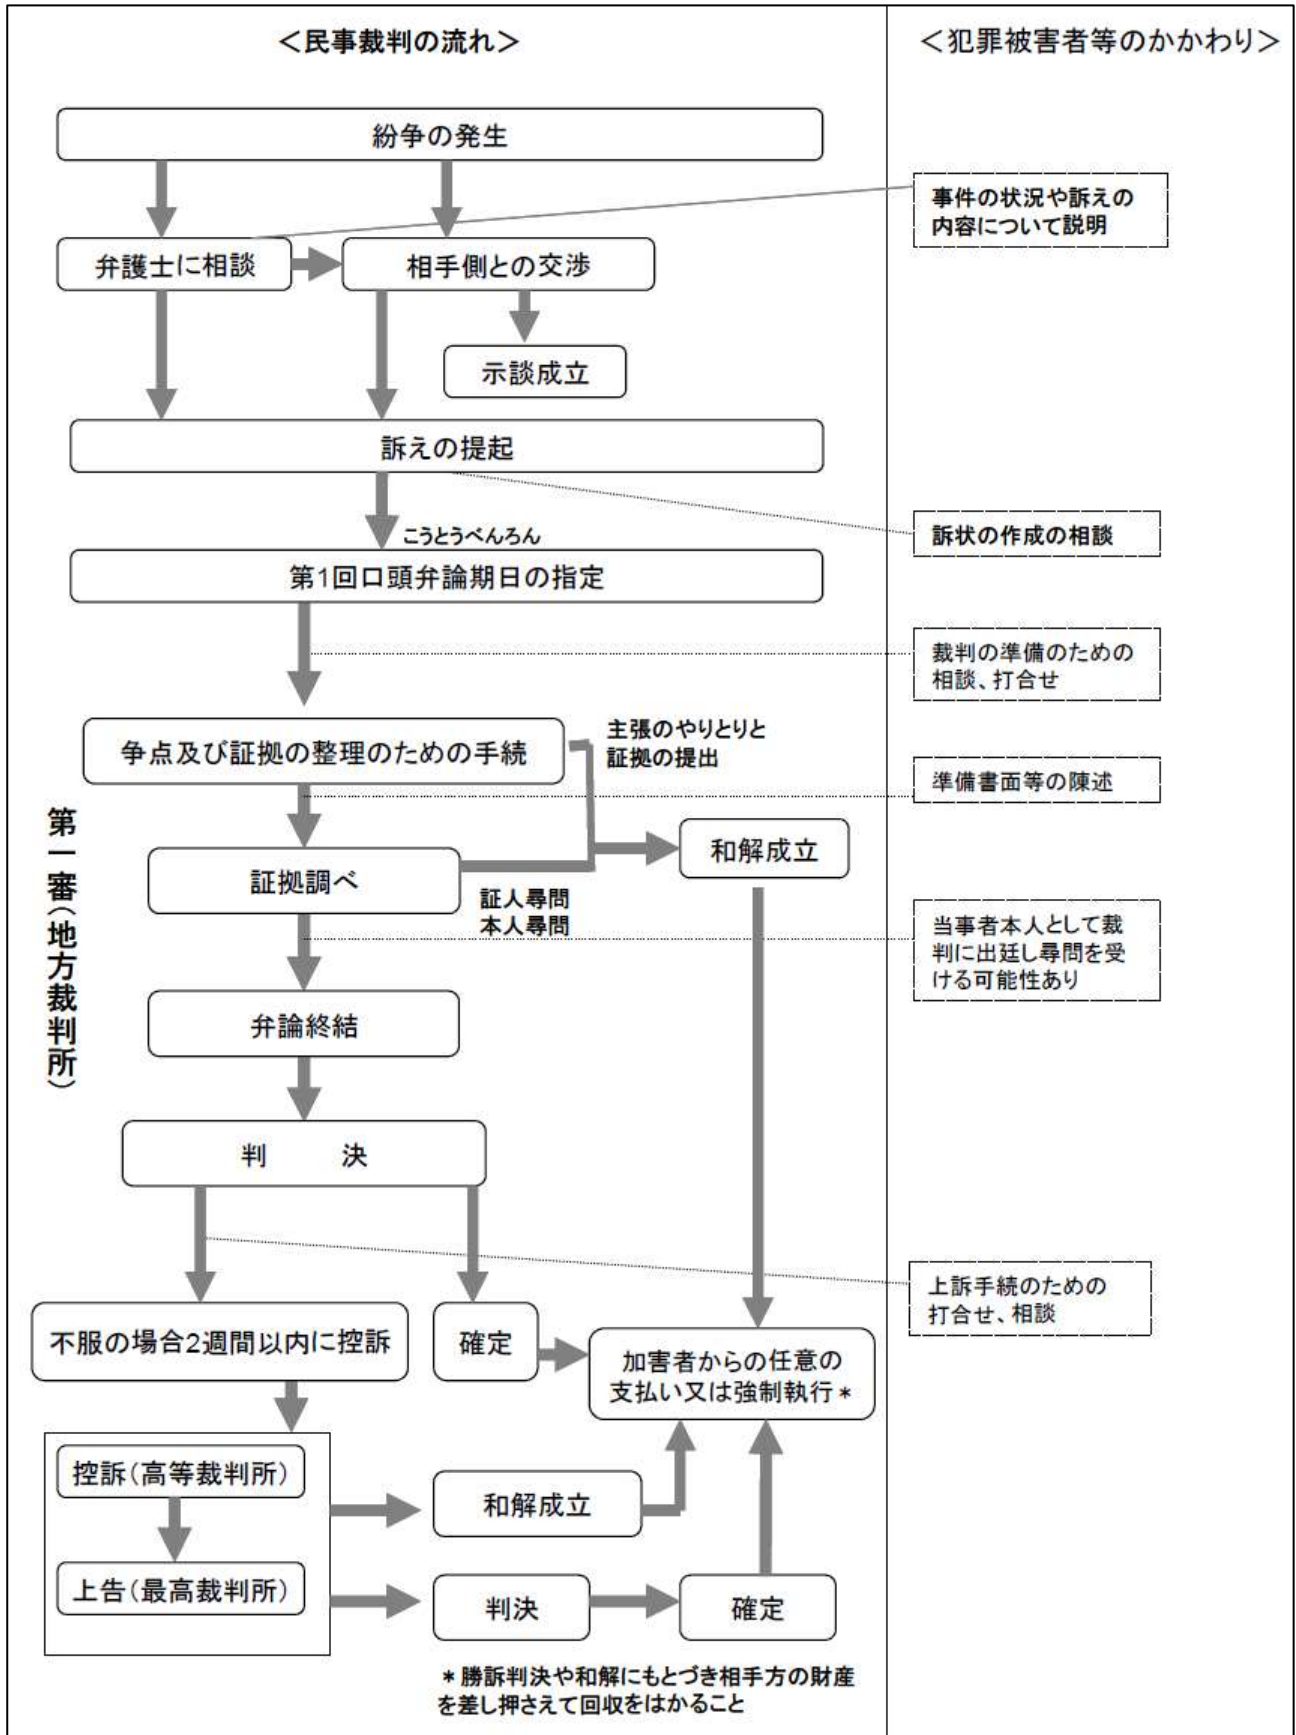 ＜民事裁判の流れ＞
＜犯罪被害者等のかかわり＞
紛争の発生
事件の状況や訴えの
内容について説明
弁護士に相談
相手側との交渉
示談成立
訴えの提起
訴状の作成の相談
こうとうべんろん
第1回口頭弁論期日の指定
裁判の準備のための
相談、打合せ
争点及び証拠の整理のための手続
主張のやりとりと
証拠の提出
準備書面等の陳述
第一審（地方裁判所）
和解成立
証拠調べ
証人尋問
本人尋問
当事者本人として裁
判に出廷し尋問を受
ける可能性あり
弁論終結
判　　決
上訴手続のための
打合せ、相談
不服の場合2週間以内に控訴
確定
加害者からの任意の
支払い又は強制執行＊
控訴（高等裁判所）
和解成立
上告（最高裁判所）
判決
確定
＊勝訴判決や和解にもとづき相手方の財産
を差し押さえて回収をはかること